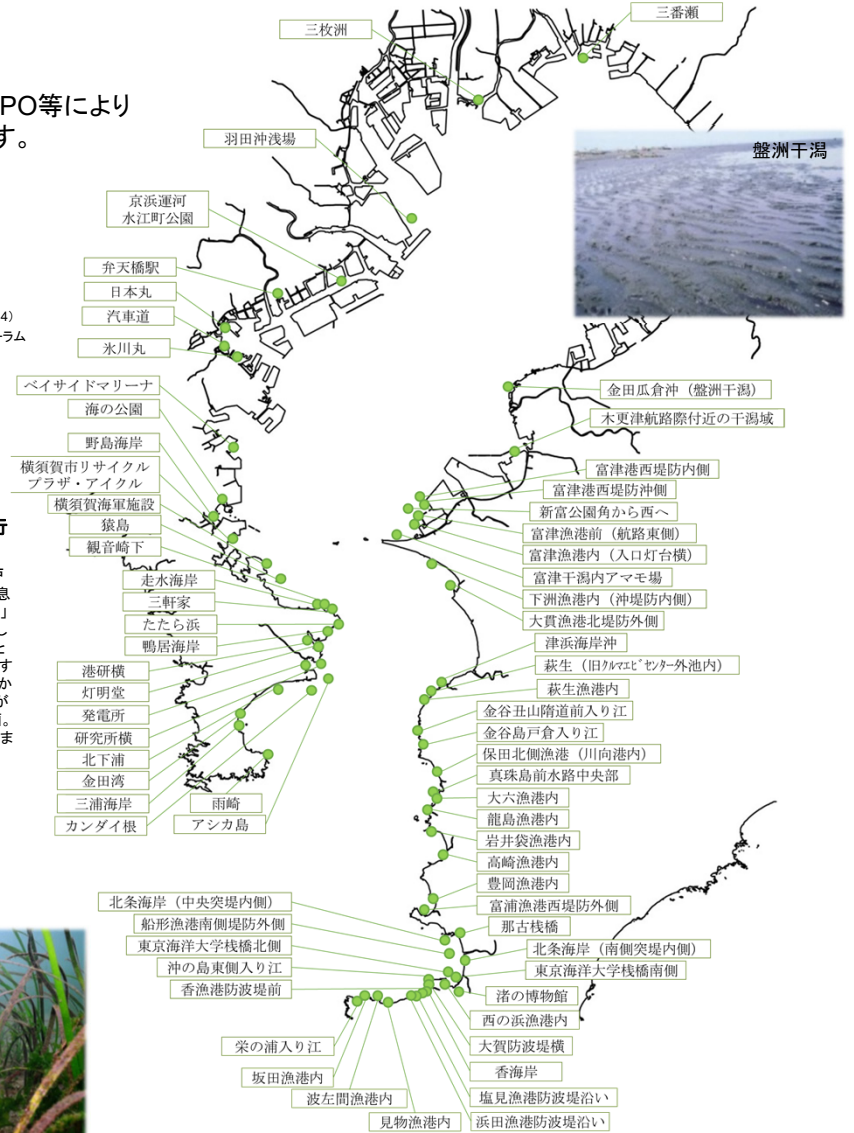 PO等により
す。
三枚洲
三番瀬
羽田沖浅場
盤洲干潟
京浜運河
水江町公園
弁天橋駅
日本丸
汽車道
氷川丸
4)
ーラム
ベイサイドマリーナ
海の公園
野島海岸
横須賀市リサイクル
プラザ・アイクル
横須賀海軍施設
猿島
観音崎下
走水海岸
三軒家
たたら浜
鴨居海岸
港研横
灯明堂
発電所
研究所横
北下浦
金田湾
三浦海岸
カンダイ根
雨崎
アシカ島
行
息
」
し
と
す
か
が
ま
金田瓜倉沖（盤洲干潟）
木更津航路際付近の干潟域
富津港西堤防内側
富津港西堤防沖側
新富公園角から西へ
富津漁港前（航路東側）
富津漁港内（入口灯台横）
富津干潟内アマモ場
下洲漁港内（沖堤防内側）
大貫漁港北堤防外側
津浜海岸沖
萩生（旧クルマエビセンター外池内）
萩生漁港内
金谷丑山隋道前入り江
金谷島戸倉入り江
保田北側漁港（川向港内）
真珠島前水路中央部
大六漁港内
龍島漁港内
岩井袋漁港内
高崎漁港内
豊岡漁港内
富浦漁港西堤防外側
那古桟橋
北条海岸（南側突堤内側）
東京海洋大学桟橋南側
渚の博物館
西の浜漁港内
大賀防波堤横
香海岸
塩見漁港防波堤沿い
浜田漁港防波堤沿い
北条海岸（中央突堤内側）
船形漁港南側堤防外側
東京海洋大学桟橋北側
沖の島東側入り江
香漁港防波堤前
栄の浦入り江
坂田漁港内
波左間漁港内
見物漁港内